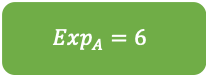 Exp_A = 6